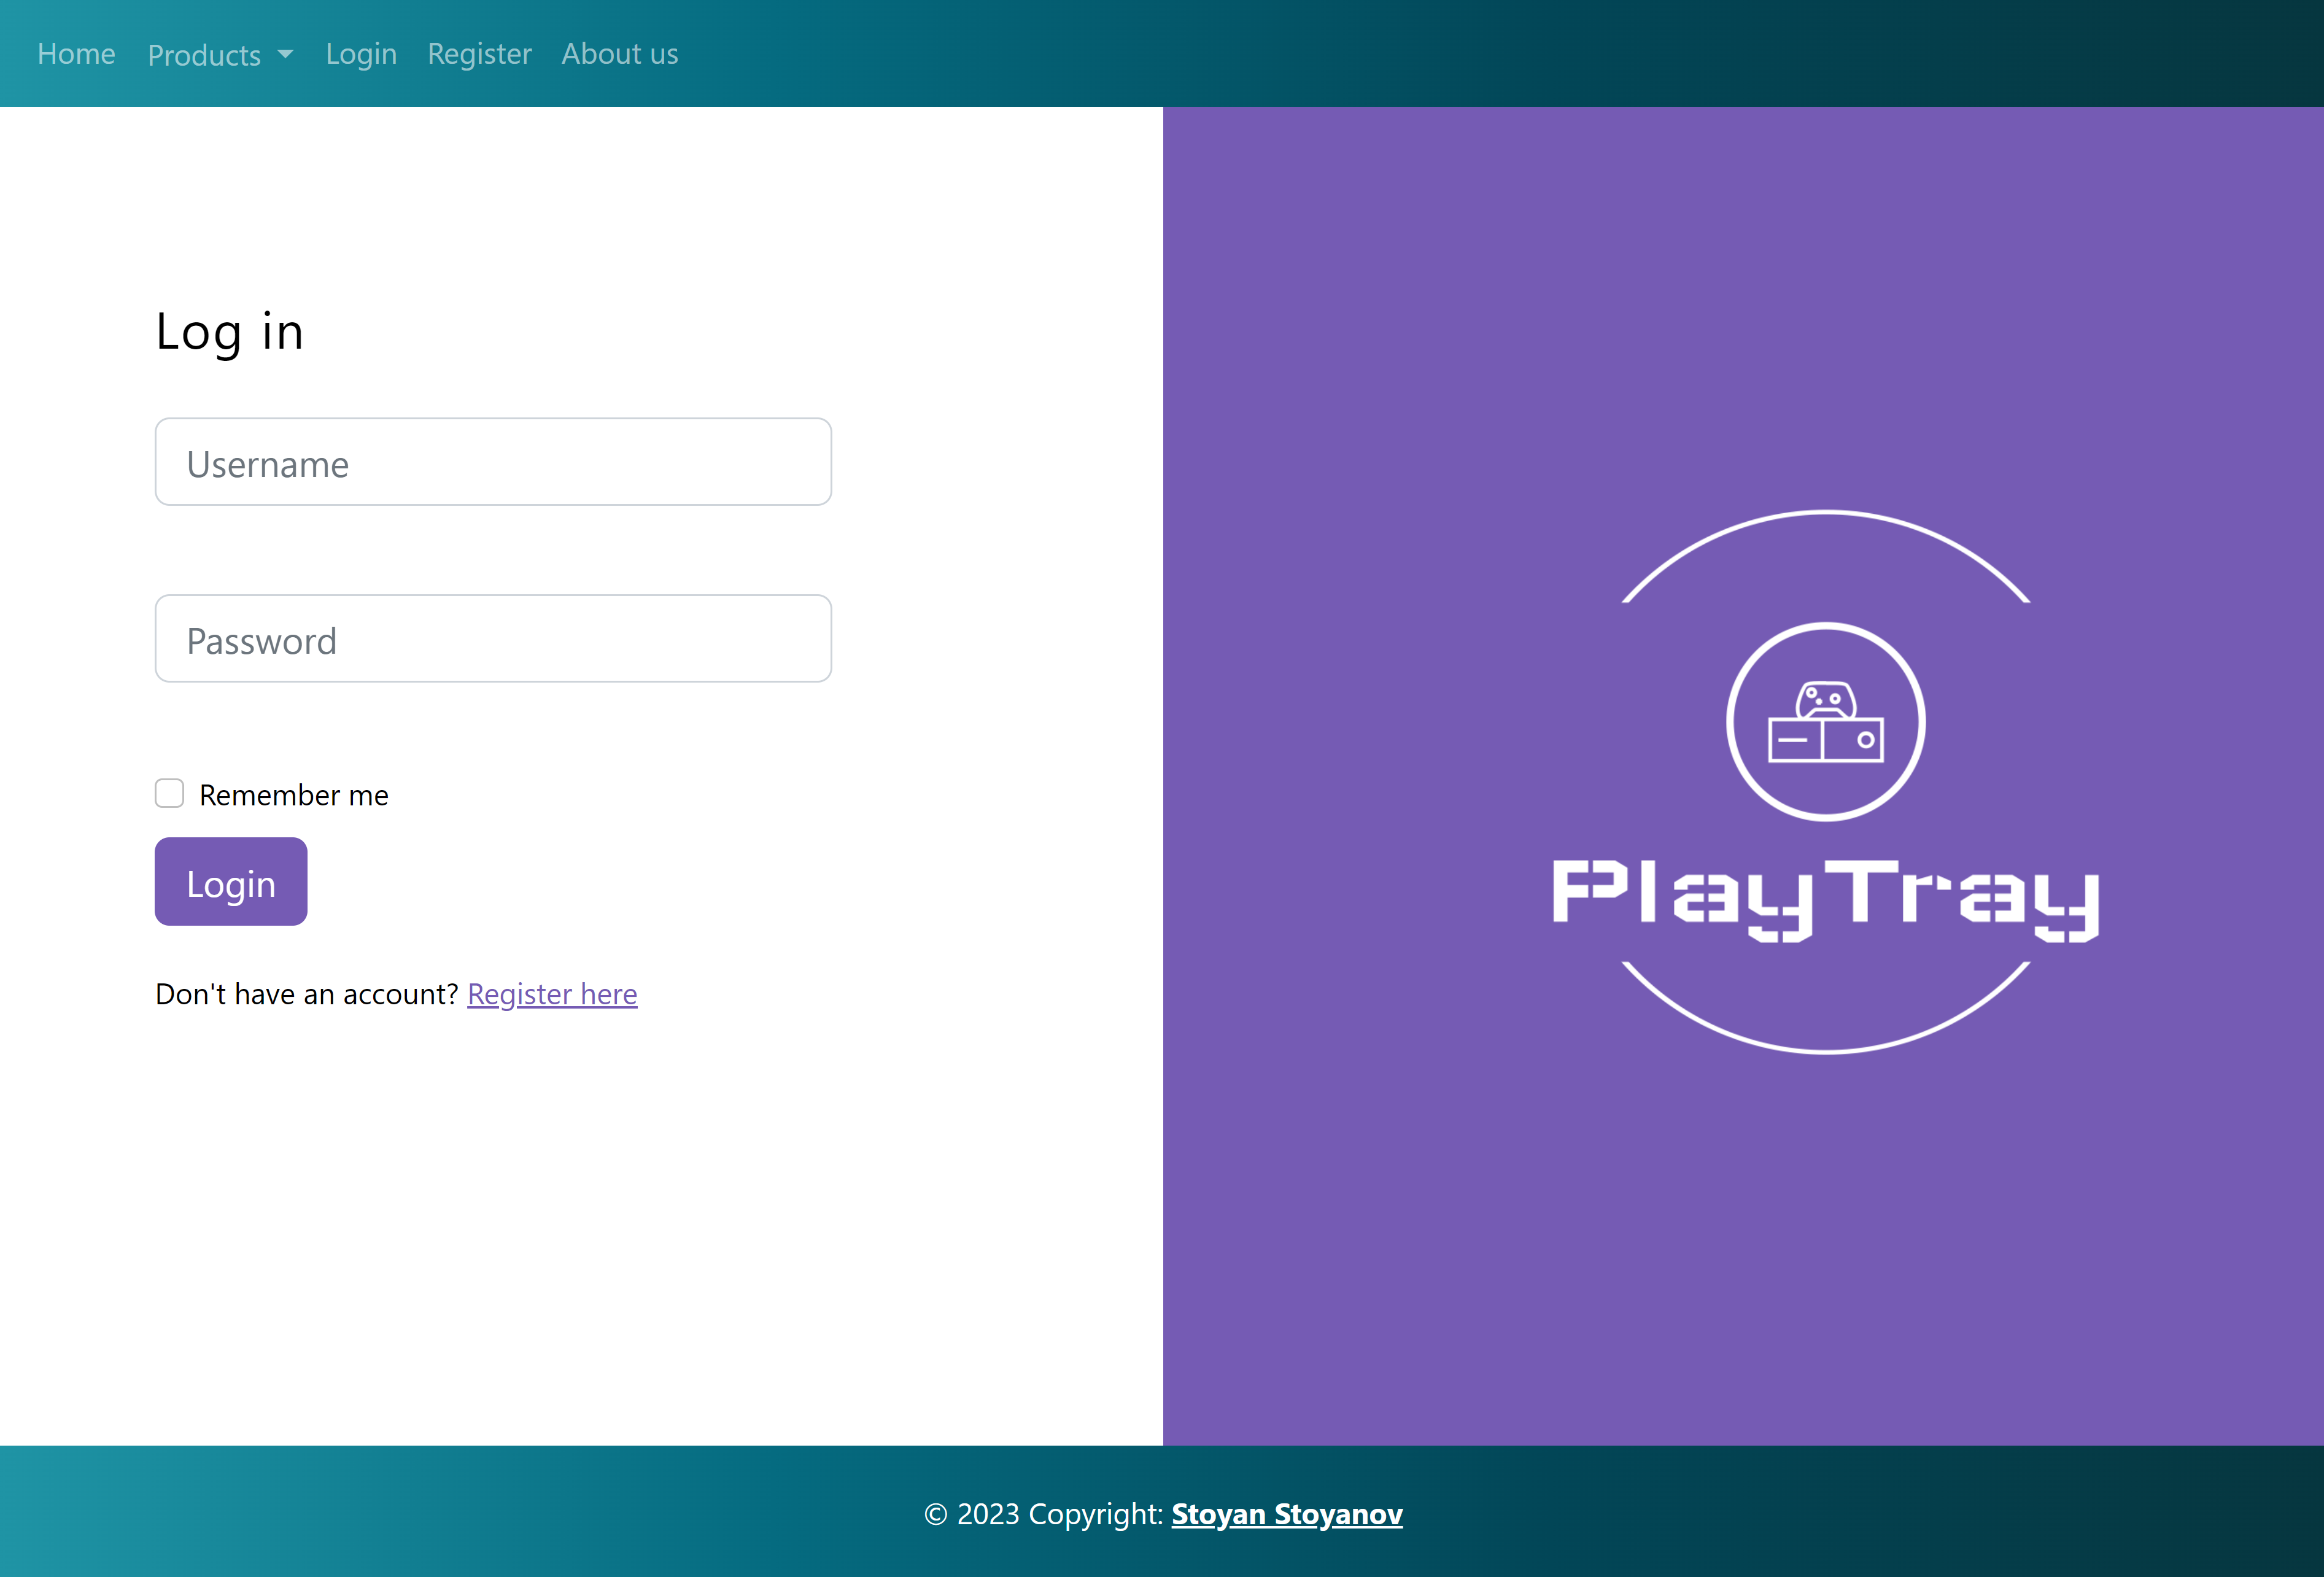 Home Products Login Register About us
Log in
Username
Password
Remember me
Login
Don't have an account? Register here
PlayTray
© 2023 Copyright: Stoyan Stoyanov